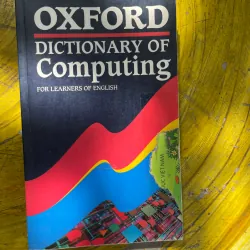 OXFORD
DICTIONARY OF
Computing
FOR LEARNERS OF ENGLISH